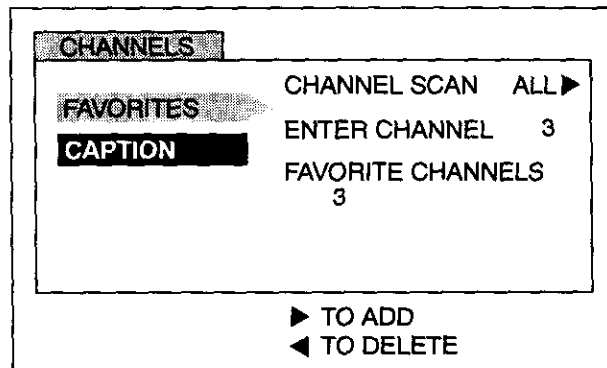 CHANNELS
FAVORITES
CAPTION
CHANNEL SCAN ALL▶
ENTER CHANNEL 3
FAVORITE CHANNELS
3
▶ TO ADD
◀ TO DELETE